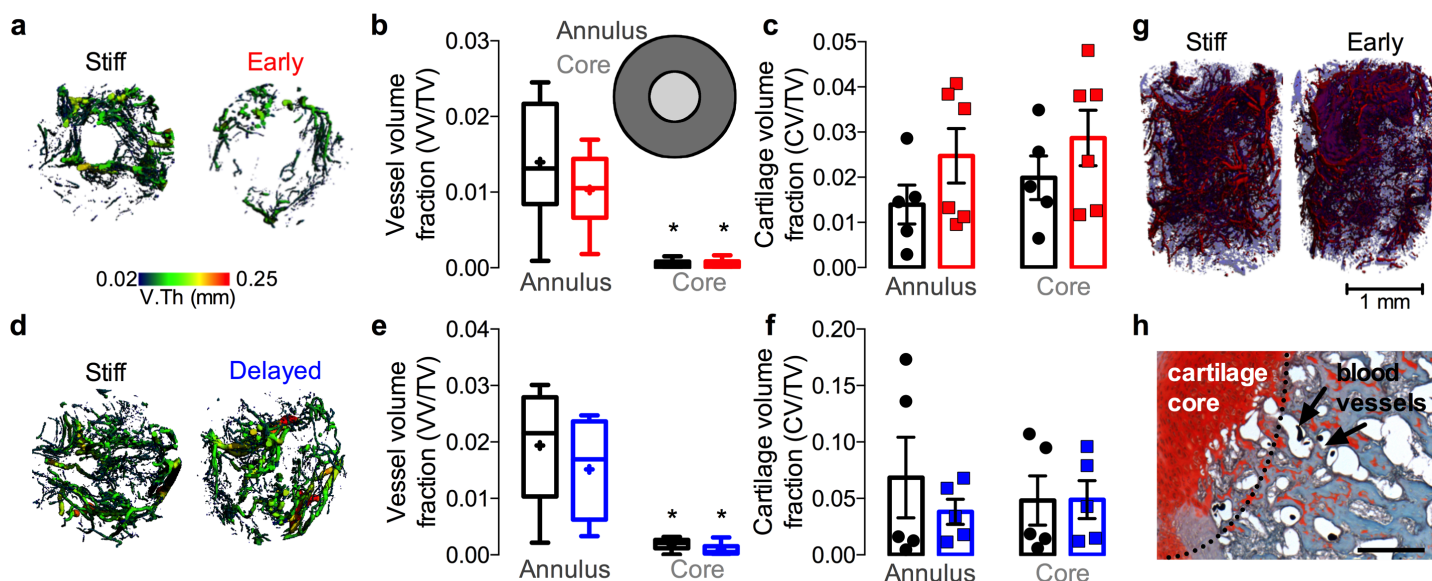 a
Stiff
Early
0.02
0.25
V.Th (mm)
b
Vessel volume
fraction (VV/TV)
0.03
0.02
0.01
0.00
Annulus
Core
*
*
Annulus
Core
c
Cartilage volume
fraction (CV/TV)
0.05
0.04
0.03
0.02
0.01
0.00
Annulus
Core
g
Stiff
Early
1 mm
d
Stiff
Delayed
e
Vessel volume
fraction (VV/TV)
0.04
0.03
0.02
0.01
0.00
*
*
Annulus
Core
f
Cartilage volume
fraction (CV/TV)
0.20
0.15
0.10
0.05
0.00
Annulus
Core
h
cartilage
core
blood
vessels